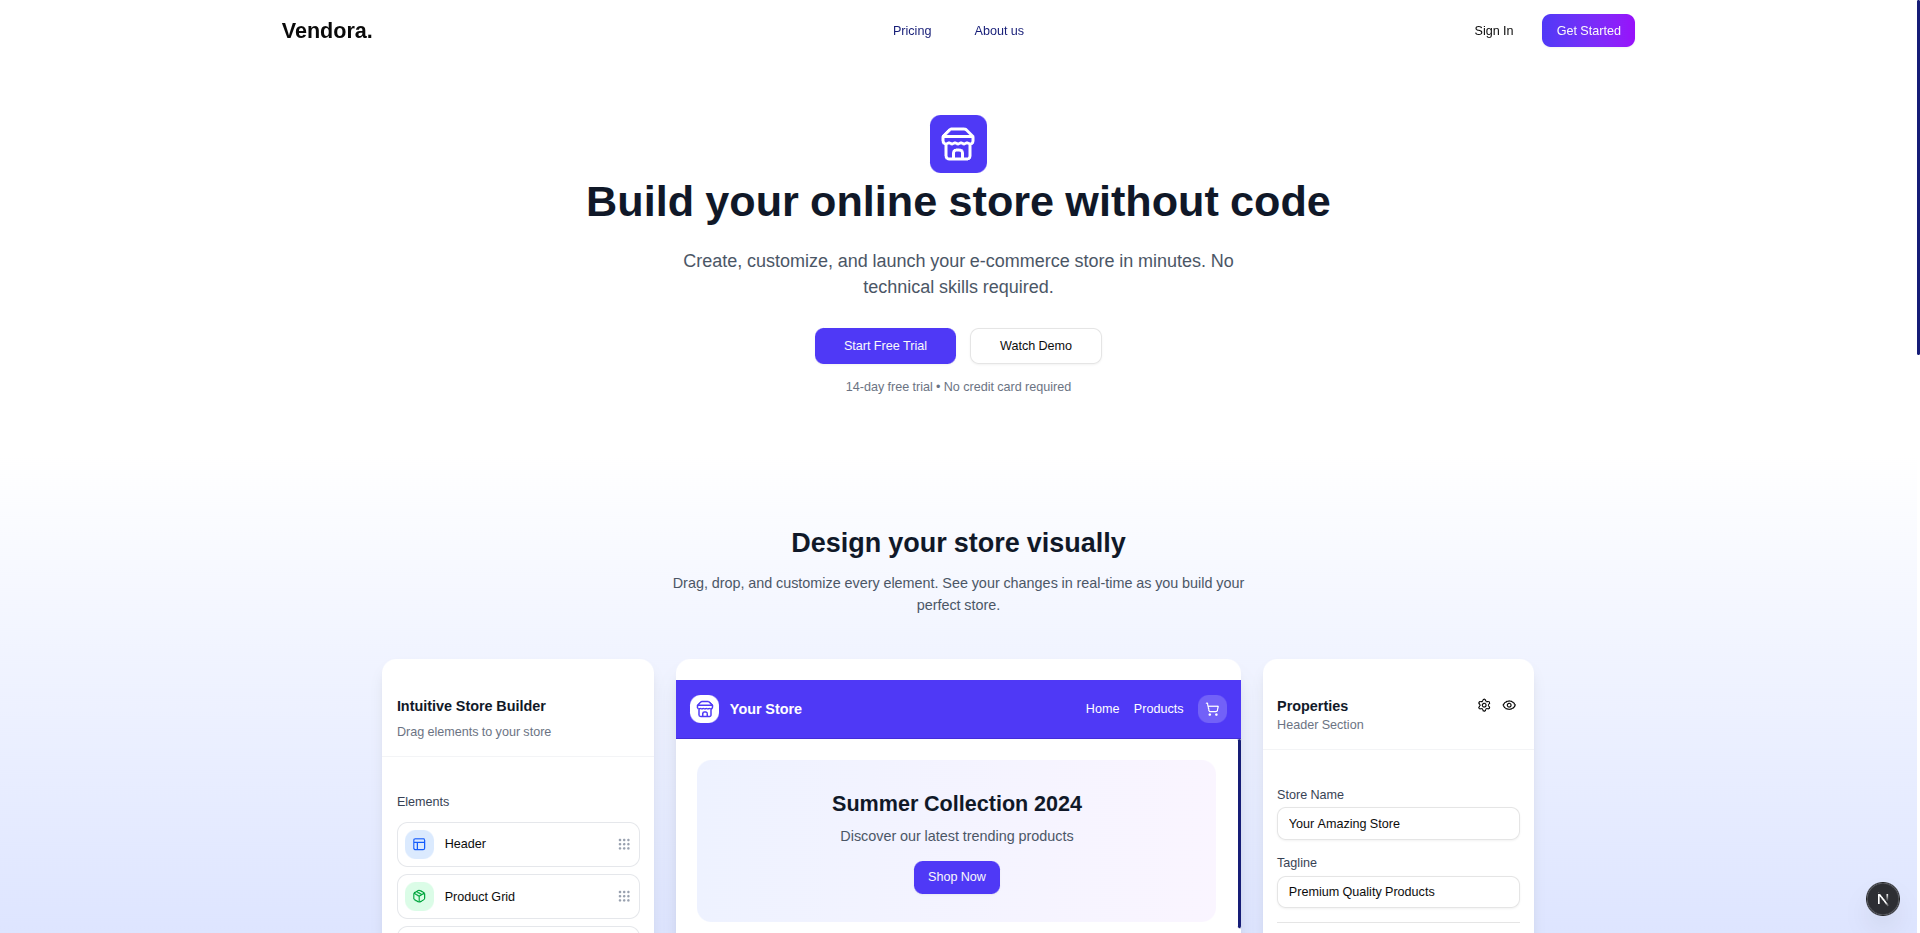 Vendora.
Pricing
About us
Sign In
Get Started
Build your online store without code
Create, customize, and launch your e-commerce store in minutes. No
technical skills required.
Start Free Trial
Watch Demo
14-day free trial • No credit card required
Design your store visually
Drag, drop, and customize every element. See your changes in real-time as you build your
perfect store.
Intuitive Store Builder
Drag elements to your store
Elements
Header
Product Grid
Your Store
Home
Products
Summer Collection 2024
Discover our latest trending products
Shop Now
Properties
Header Section
Store Name
Your Amazing Store
Tagline
Premium Quality Products
N